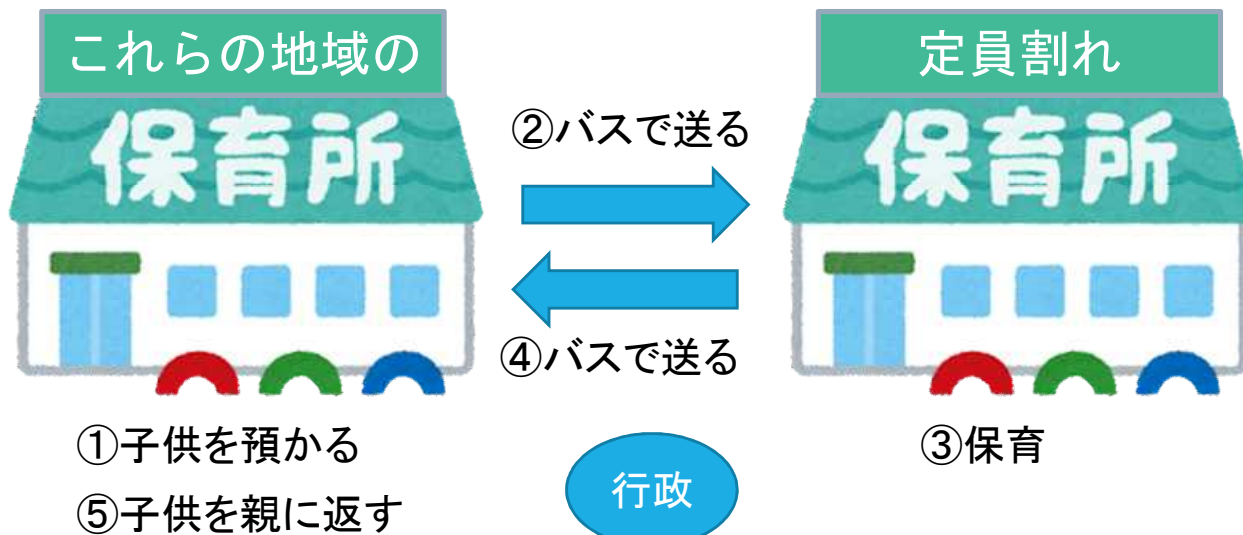 これらの地域の
保育所
①子供を預かる
⑤子供を親に返す
②バスで送る
④バスで送る
行政
定員割れ
保育所
③保育